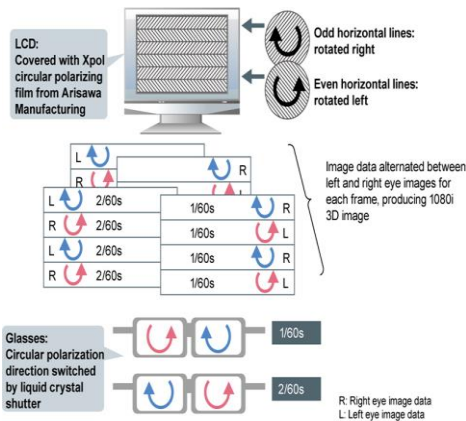 LCD:
Covered with Xpol
circular polarizing
film from Arisawa
Manufacturing
Odd horizontal lines:
rotated right
Even horizontal lines:
rotated left
L
R
R
L
L 2/60s
R 2/60s
L 2/60s
R 2/60s
1/60s R
1/60s L
1/60s R
1/60s L
Image data alternated between
left and right eye images for
each frame, producing 1080i
3D image
Glasses:
Circular polarization
direction switched
by liquid crystal
shutter
1/60s
2/60s
R: Right eye image data
L: Left eye image data